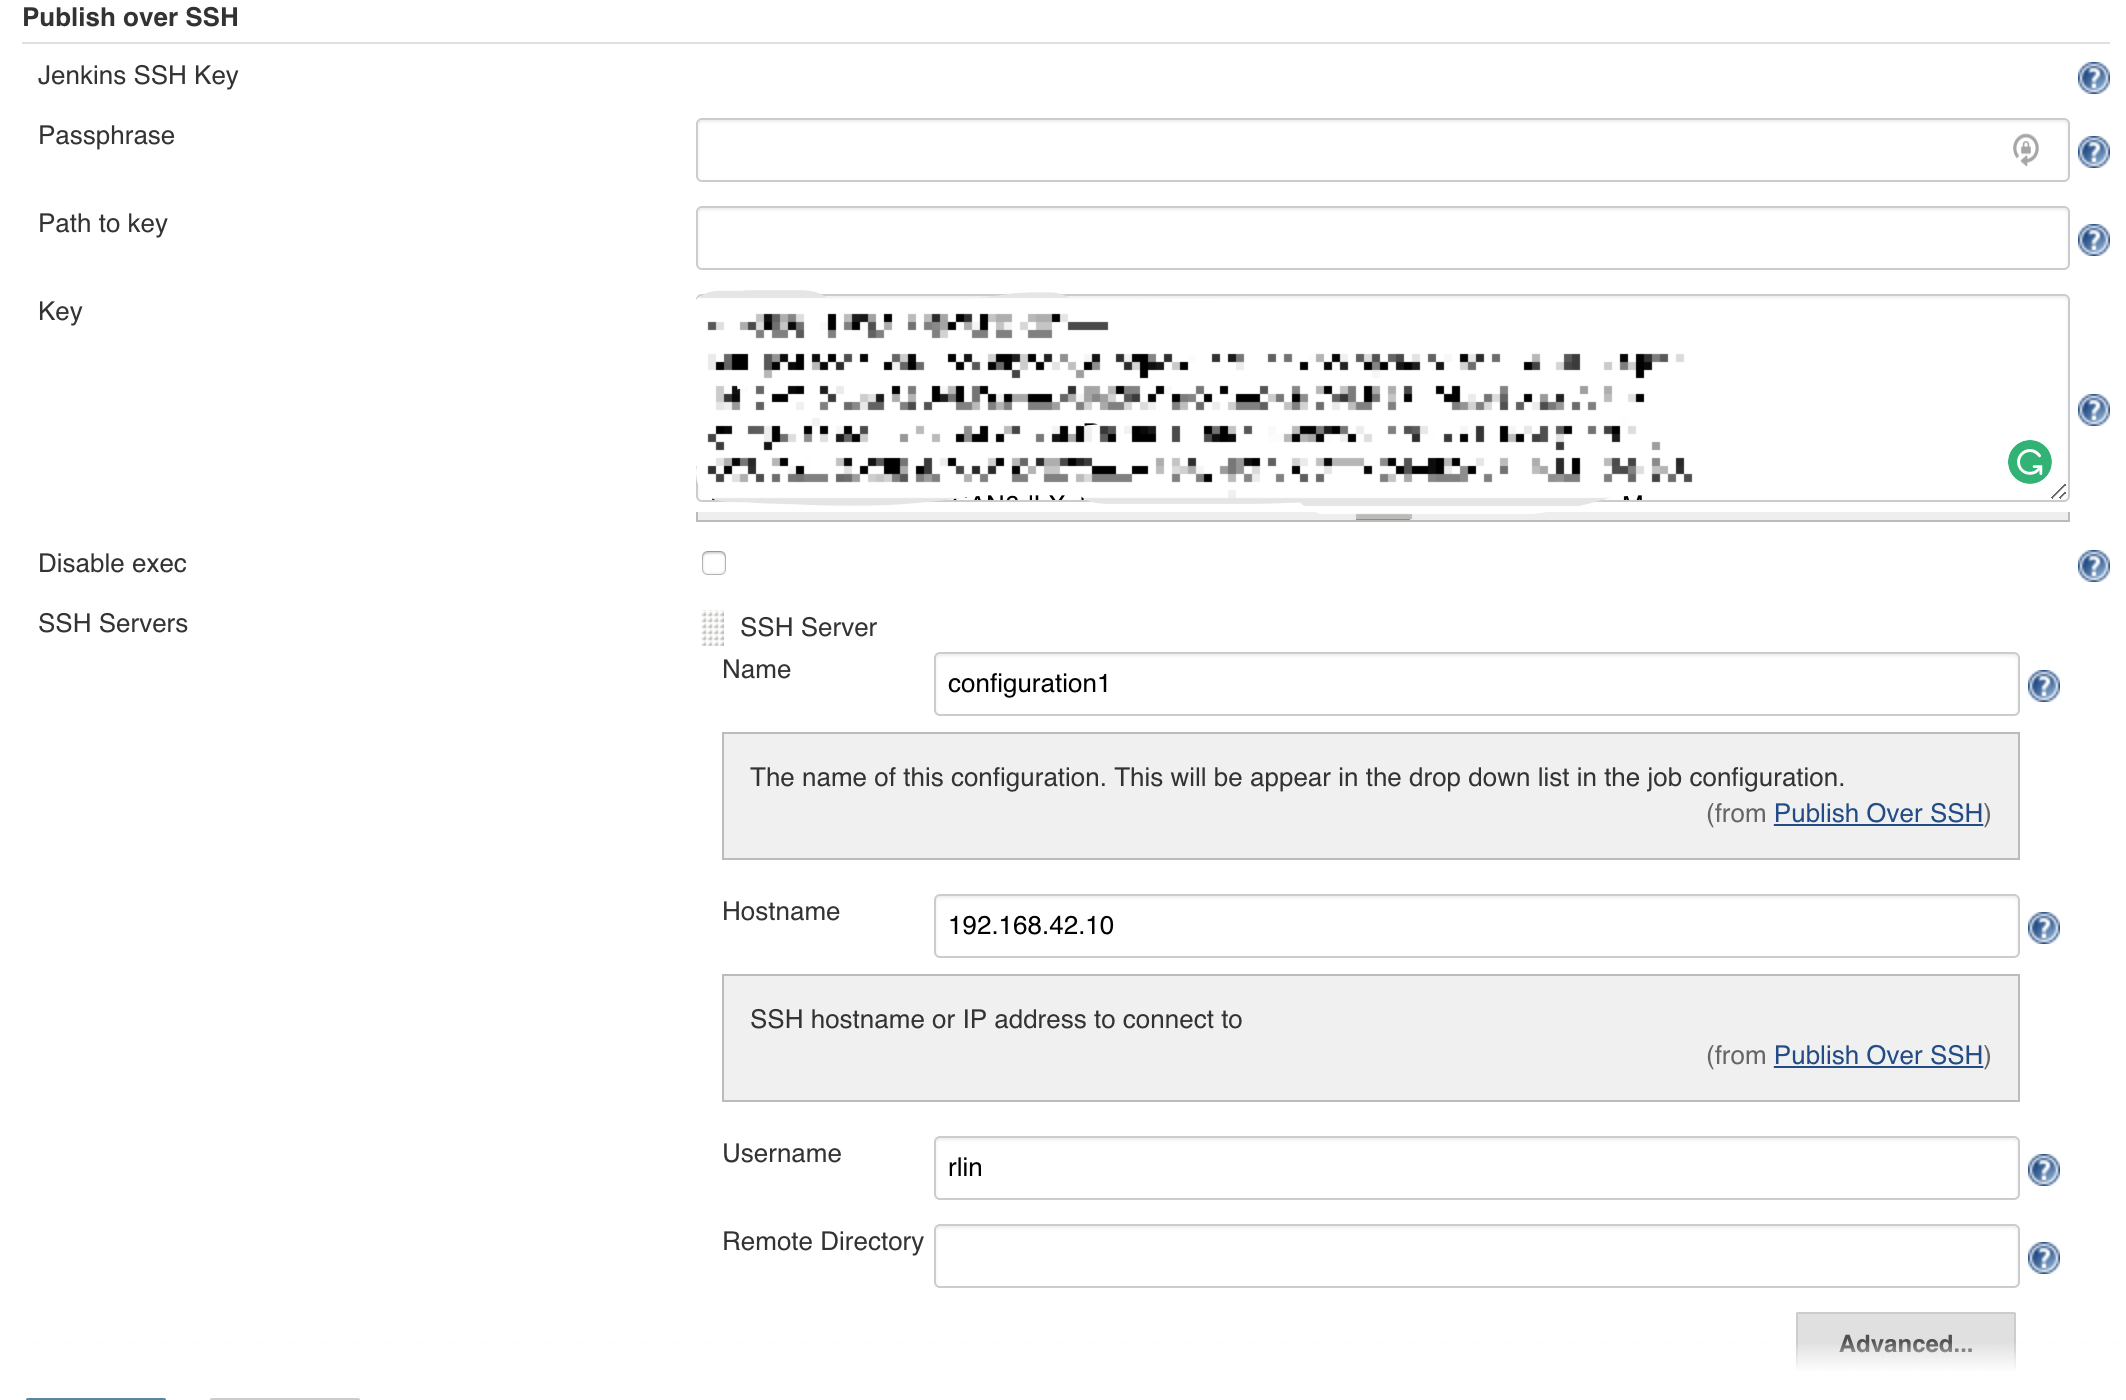 Publish over SSH
Jenkins SSH Key
Passphrase
Path to key
Key
Disable exec
SSH Servers
SSH Server
Name
configuration1
The name of this configuration. This will be appear in the drop down list in the job configuration.
(from Publish Over SSH)
Hostname
192.168.42.10
SSH hostname or IP address to connect to
(from Publish Over SSH)
Username
rlin
Remote Directory
Advanced...